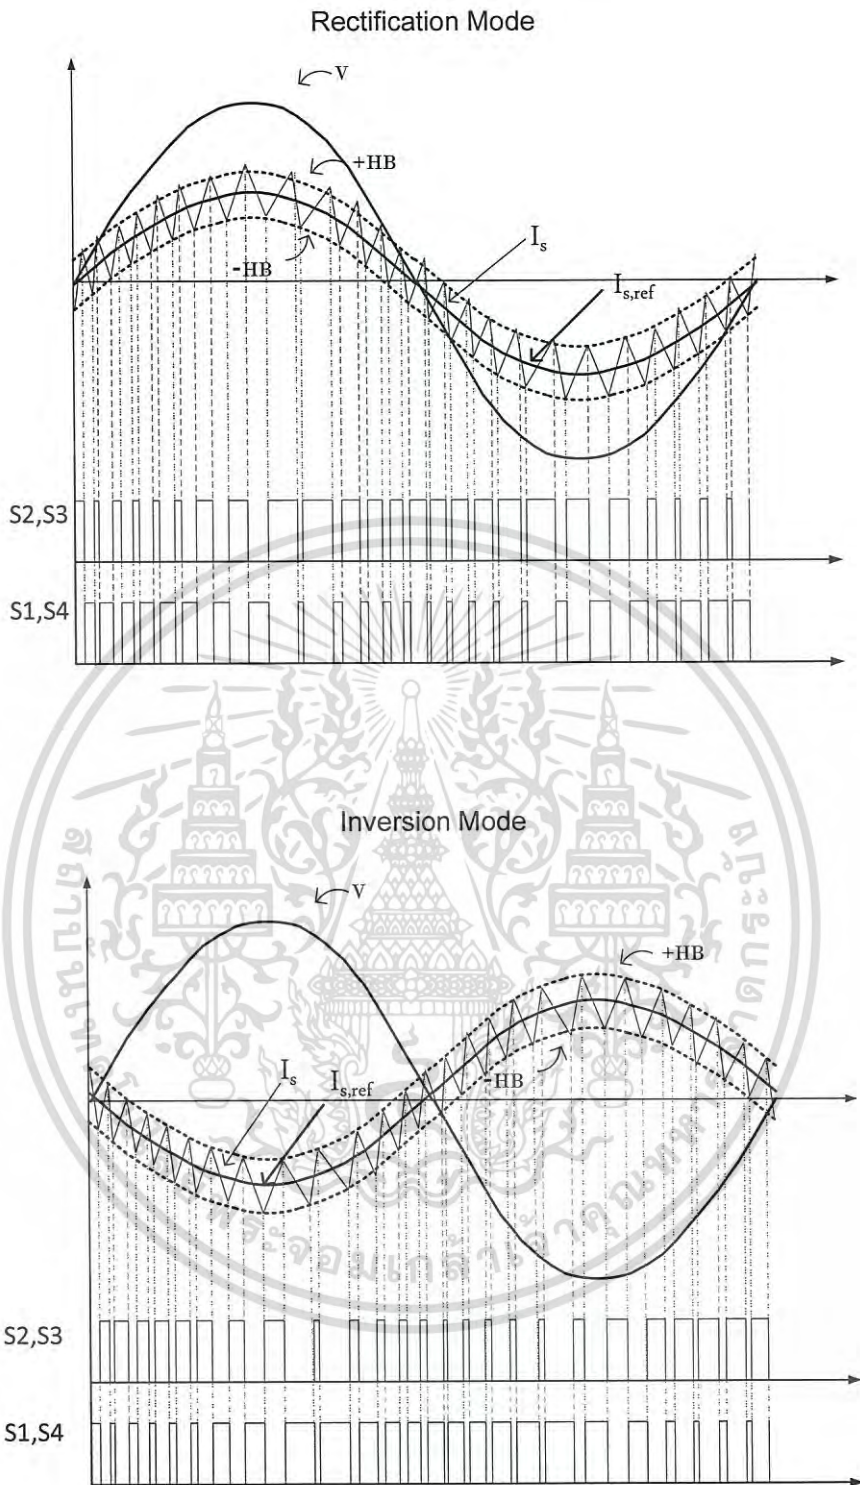 Rectification Mode
V
+HB
-HB
I_s
I_s,ref
S2,S3
S1,S4
Inversion Mode
V
+HB
I_s
I_s,ref
-HB
S2,S3
S1,S4